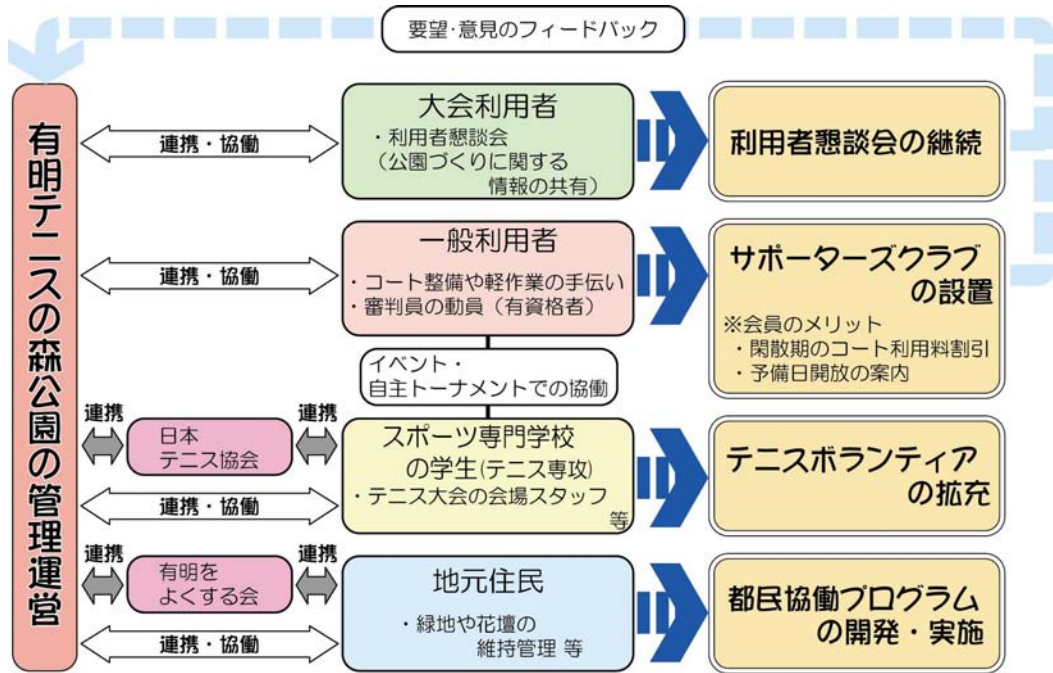 要望・意見のフィードバック
有明テニスの森公園の管理運営
連携・協働
大会利用者
・利用者懇談会
（公園づくりに関する
情報の共有）
利用者懇談会の継続
連携・協働
一般利用者
・コート整備や軽作業の手伝い
・審判員の動員（有資格者）
サポーターズクラブ
の設置
※会員のメリット
・閑散期のコート利用料割引
・予備日開放の案内
イベント・
自主トーナメントでの協働
連携
日本
テニス協会
連携
連携・協働
スポーツ専門学校
の学生(テニス専攻)
・テニス大会の会場スタッフ
等
テニスボランティア
の拡充
連携
有明を
よくする会
連携
連携・協働
地元住民
・緑地や花壇の
維持管理 等
都民協働プログラム
の開発・実施